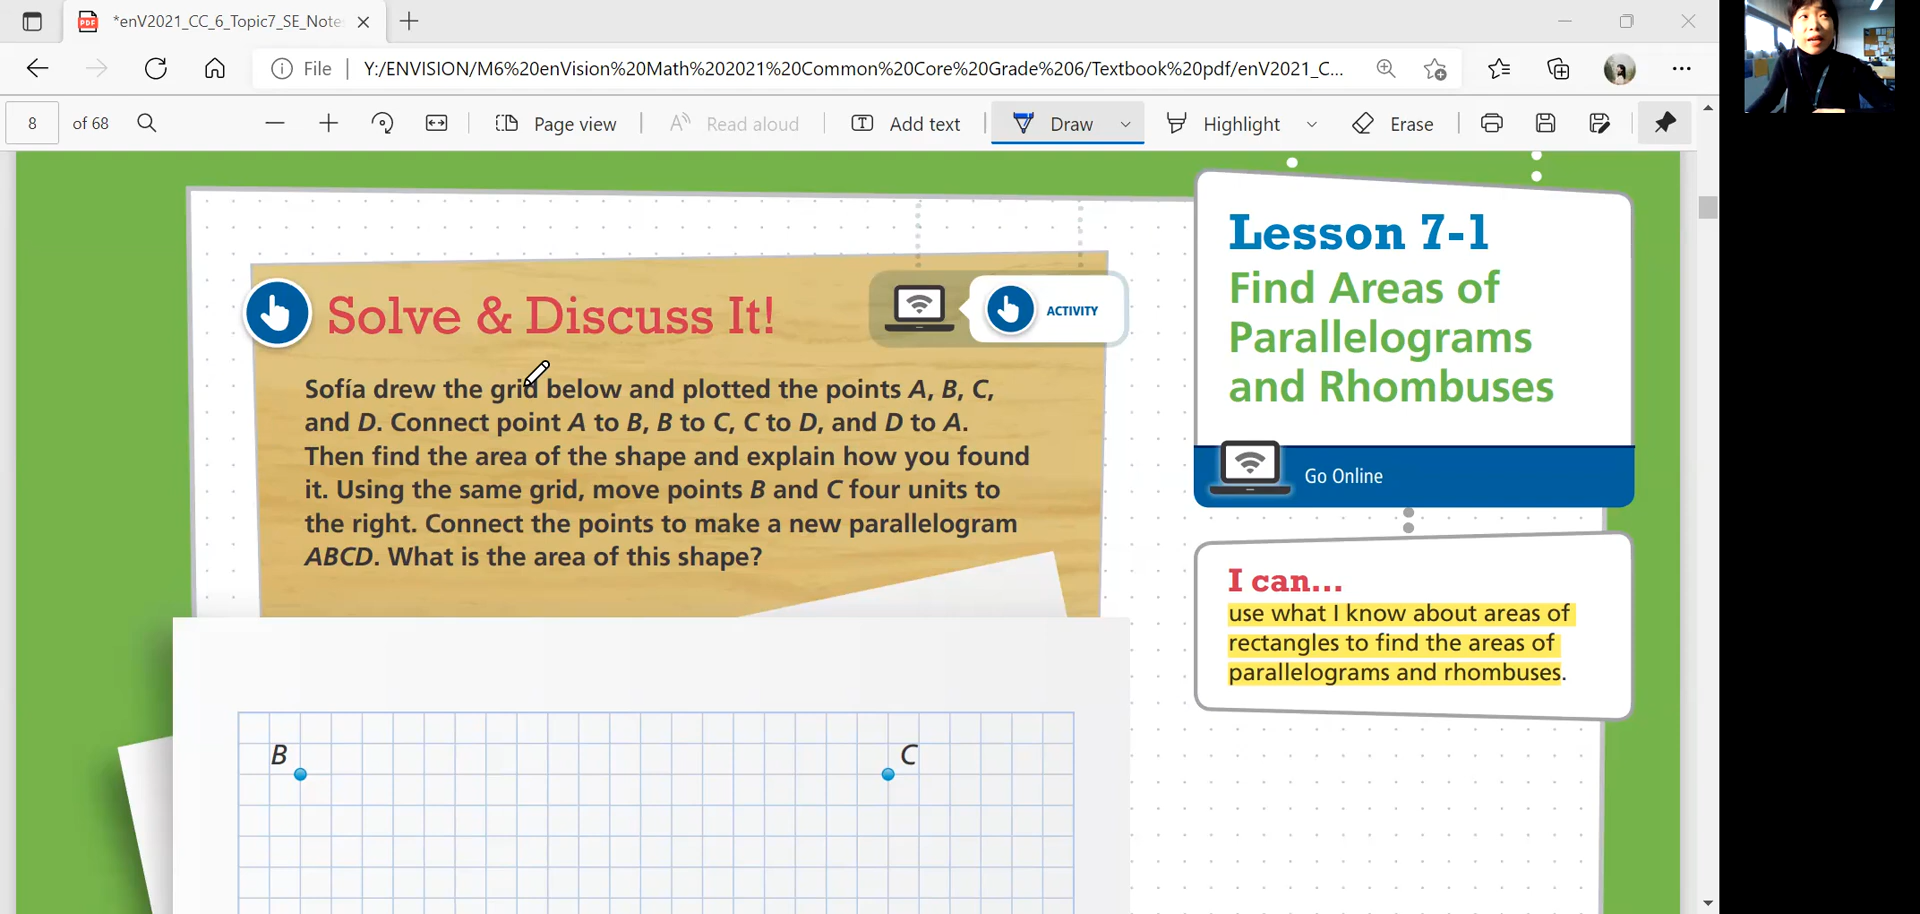 *enV2021_CC_6_Topic7_SE_Note
File
Y:/ENVISION/M6%20enVision%20Math%202021%20Common%20Core%20Grade%206/Textbook%20pdf/enV2021_C...
8 of 68
Page view
Read aloud
Add text
Draw
Highlight
Erase
Lesson 7-1
Find Areas of
Parallelograms
and Rhombuses
Go Online
I can...
use what I know about areas of
rectangles to find the areas of
parallelograms and rhombuses.
Solve & Discuss It!
ACTIVITY
Sofía drew the grid below and plotted the points A, B, C,
and D. Connect point A to B, B to C, C to D, and D to A.
Then find the area of the shape and explain how you found
it. Using the same grid, move points B and C four units to
the right. Connect the points to make a new parallelogram
ABCD. What is the area of this shape?
B
C